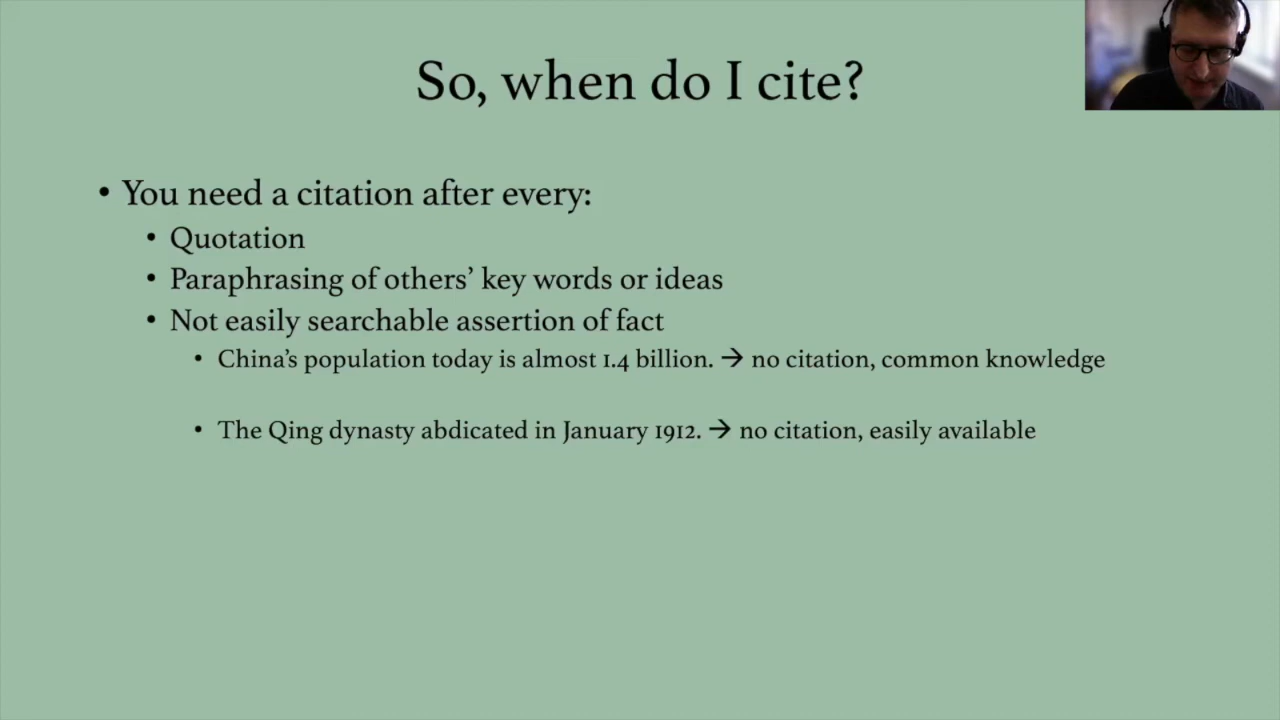 So, when do I cite?
• You need a citation after every:
• Quotation
• Paraphrasing of others’ key words or ideas
• Not easily searchable assertion of fact
• China’s population today is almost 1.4 billion. → no citation, common knowledge
• The Qing dynasty abdicated in January 1912. → no citation, easily available